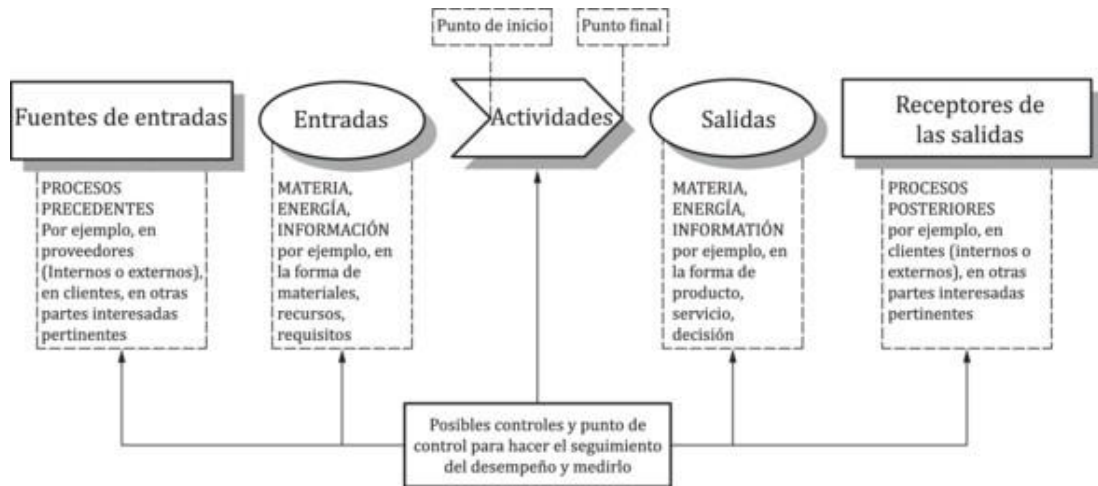 Punto de inicio
Punto final
Fuentes de entradas
Entradas
Actividades
Salidas
Receptores de
las salidas
PROCESOS
PRECEDENTES
Por ejemplo, en
proveedores
(Internos o externos),
en clientes, en otras
partes interesadas
pertinentes
MATERIA,
ENERGÍA,
INFORMACIÓN
por ejemplo, en
la forma de
materiales,
recursos,
requisitos
MATERIA,
ENERGÍA,
INFORMATIÓN
por ejemplo, en
la forma de
producto,
servicio,
decisión
PROCESOS
POSTERIORES
por ejemplo, en
clientes (internos o
externos), en otras
partes interesadas
pertinentes
Posibles controles y punto de
control para hacer el seguimiento
del desempeño y medirlo